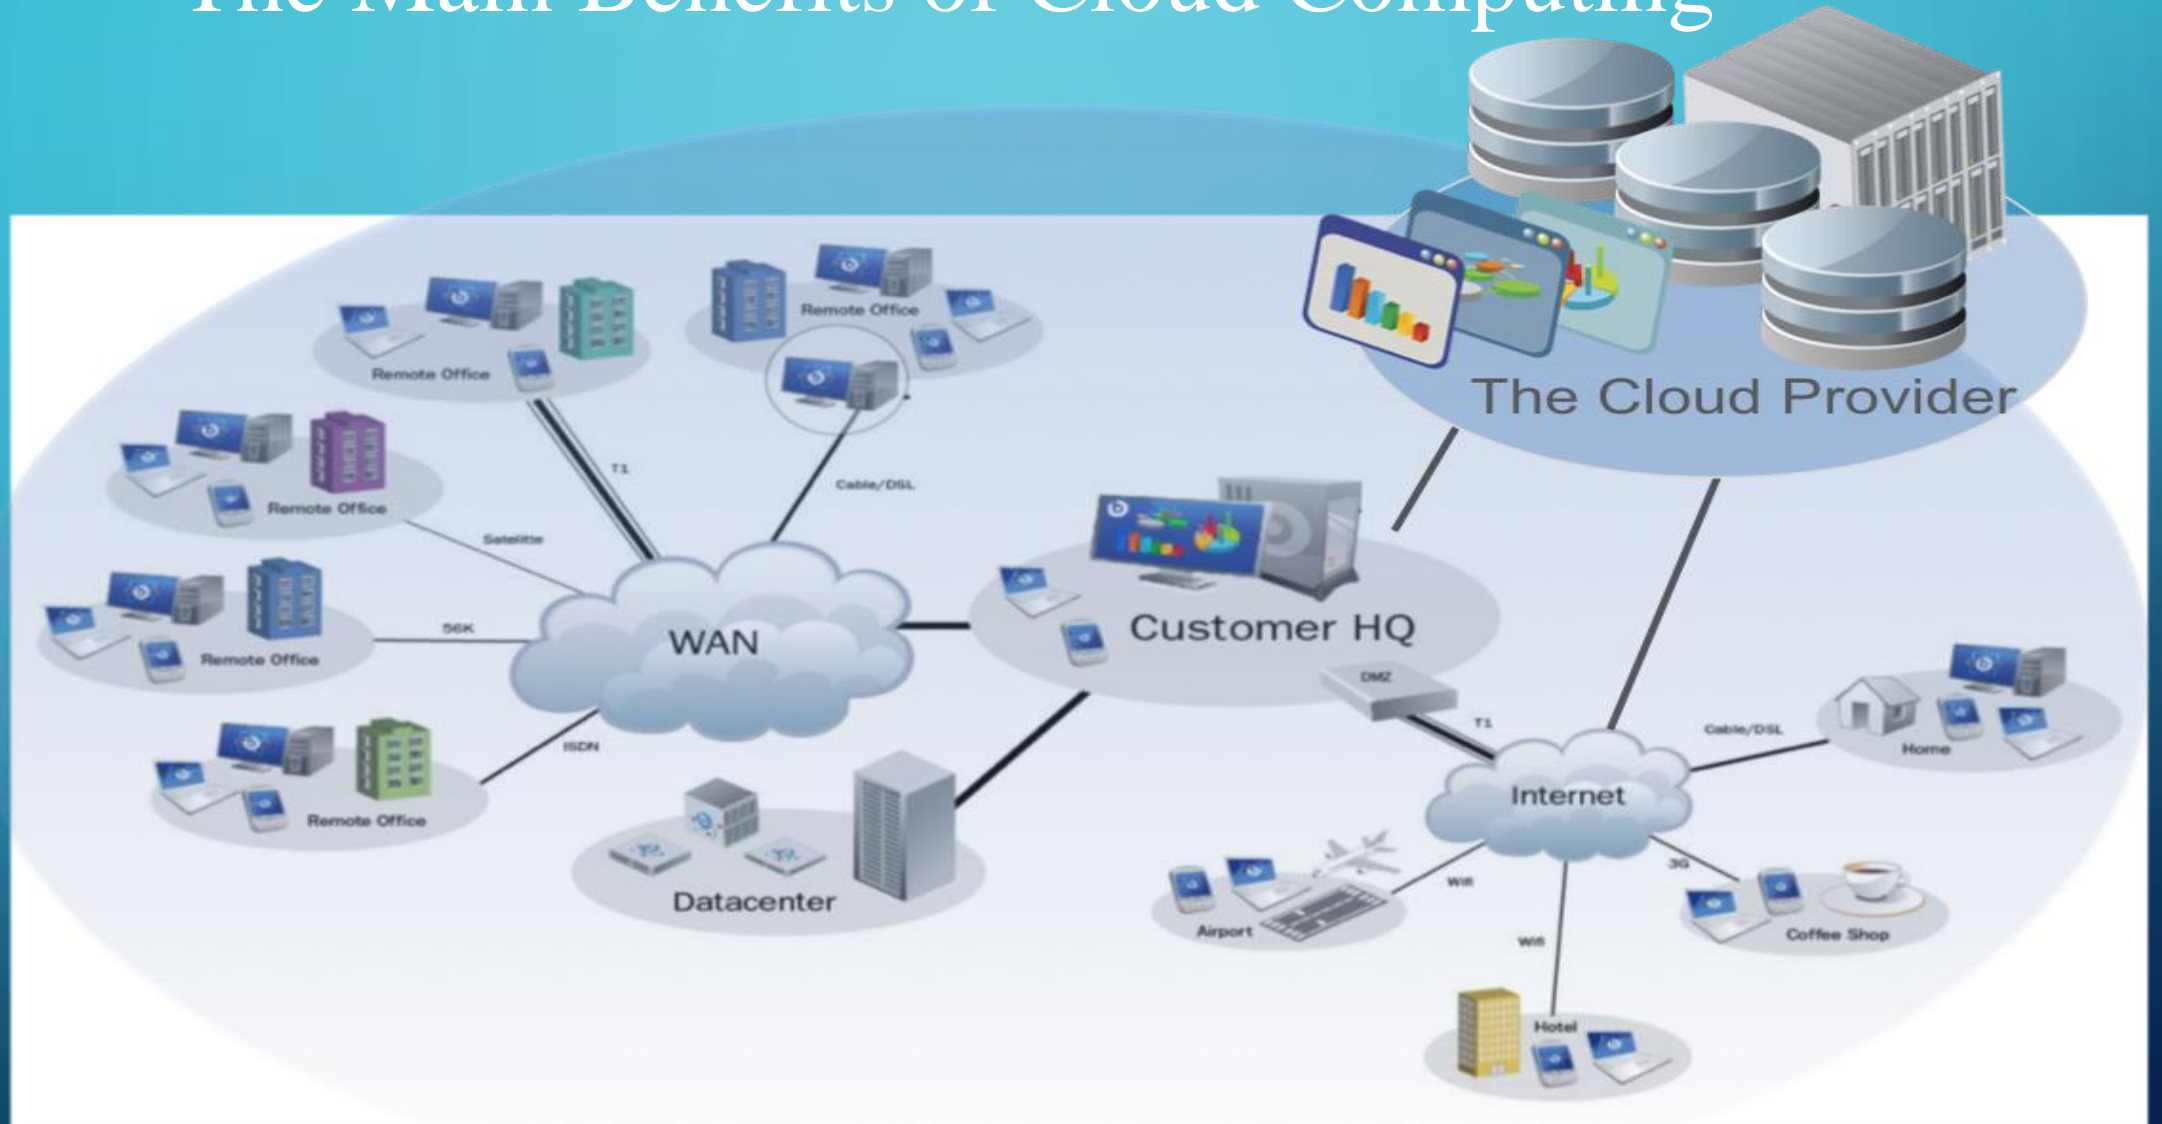 The Main Benefits of Cloud Computing
The Cloud Provider
Remote Office
Remote Office
Remote Office
Remote Office
Remote Office
T1
Cable/DSL
Satelitte
56K
ISDN
WAN
Customer HQ
DMZ
T1
Datacenter
Internet
Cable/DSL
Home
Wifi
Airport
3G
Coffee Shop
Wifi
Hotel